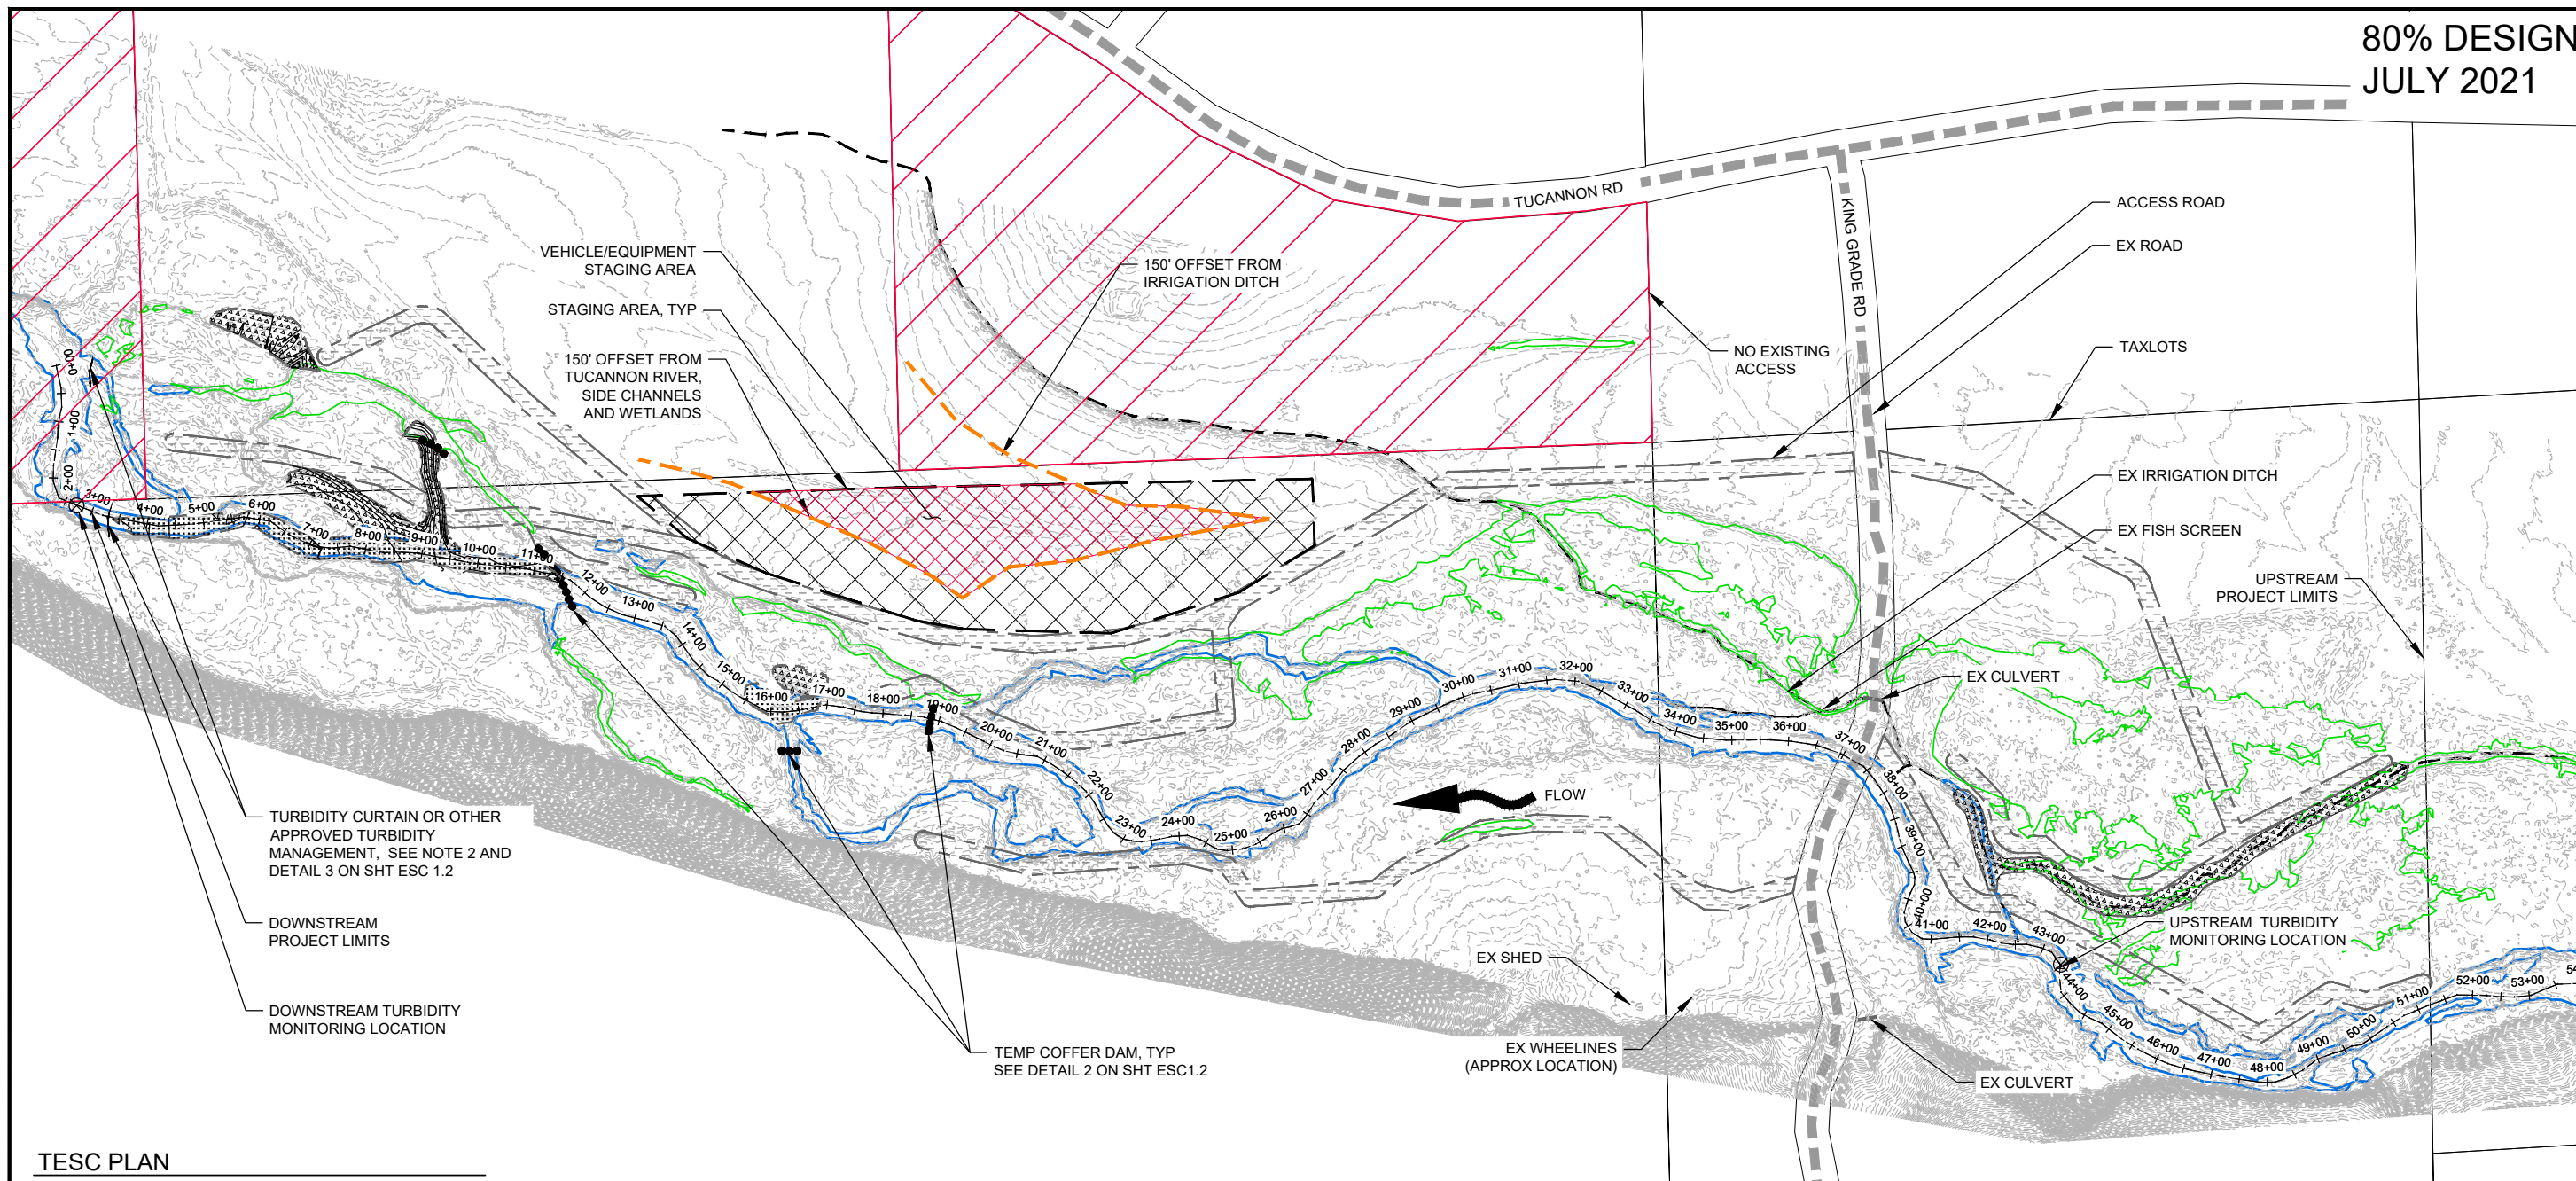 80% DESIGN
JULY 2021
TUCANNON RD
KING GRADE RD
ACCESS ROAD
EX ROAD
VEHICLE/EQUIPMENT
STAGING AREA
STAGING AREA, TYP
150' OFFSET FROM
TUCANNON RIVER,
SIDE CHANNELS
AND WETLANDS
150' OFFSET FROM
IRRIGATION DITCH
NO EXISTING
ACCESS
TAXLOTS
EX IRRIGATION DITCH
EX FISH SCREEN
UPSTREAM
PROJECT LIMITS
EX CULVERT
0+00
1+00
2+00
3+00
4+00
5+00
6+00
7+00
8+00
9+00
10+00
11+00
12+00
13+00
14+00
15+00
16+00
17+00
18+00
19+00
20+00
21+00
22+00
23+00
24+00
25+00
26+00
27+00
28+00
29+00
30+00
31+00
32+00
33+00
34+00
35+00
36+00
37+00
38+00
39+00
40+00
41+00
42+00
43+00
44+00
45+00
46+00
47+00
48+00
49+00
50+00
51+00
52+00
53+00
FLOW
TURBIDITY CURTAIN OR OTHER
APPROVED TURBIDITY
MANAGEMENT, SEE NOTE 2 AND
DETAIL 3 ON SHT ESC 1.2
DOWNSTREAM
PROJECT LIMITS
DOWNSTREAM TURBIDITY
MONITORING LOCATION
TEMP COFFER DAM, TYP
SEE DETAIL 2 ON SHT ESC1.2
UPSTREAM TURBIDITY
MONITORING LOCATION
EX SHED
EX WHEELINES
(APPROX LOCATION)
EX CULVERT
TESC PLAN